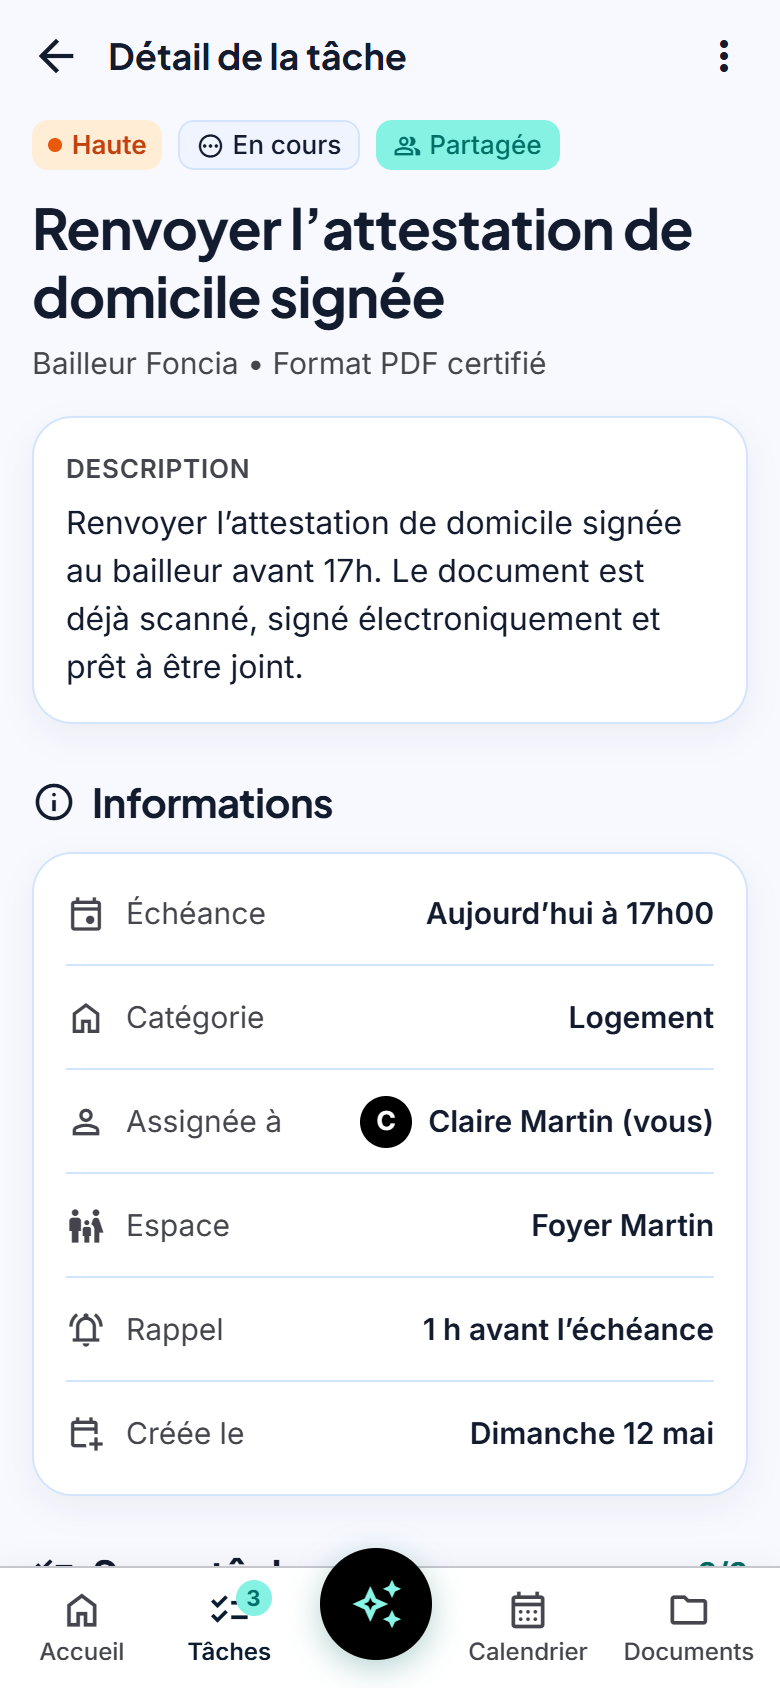 Détail de la tâche
Haute
En cours
Partagée
Renvoyer l’attestation de
domicile signée
Bailleur Foncia • Format PDF certifié
DESCRIPTION
Renvoyer l’attestation de domicile signée
au bailleur avant 17h. Le document est
déjà scanné, signé électroniquement et
prêt à être joint.
Informations
Échéance
Aujourd’hui à 17h00
Catégorie
Logement
Assignée à
C
Claire Martin (vous)
Espace
Foyer Martin
Rappel
1 h avant l’échéance
Créée le
Dimanche 12 mai
Accueil
3
Tâches
Calendrier
Documents